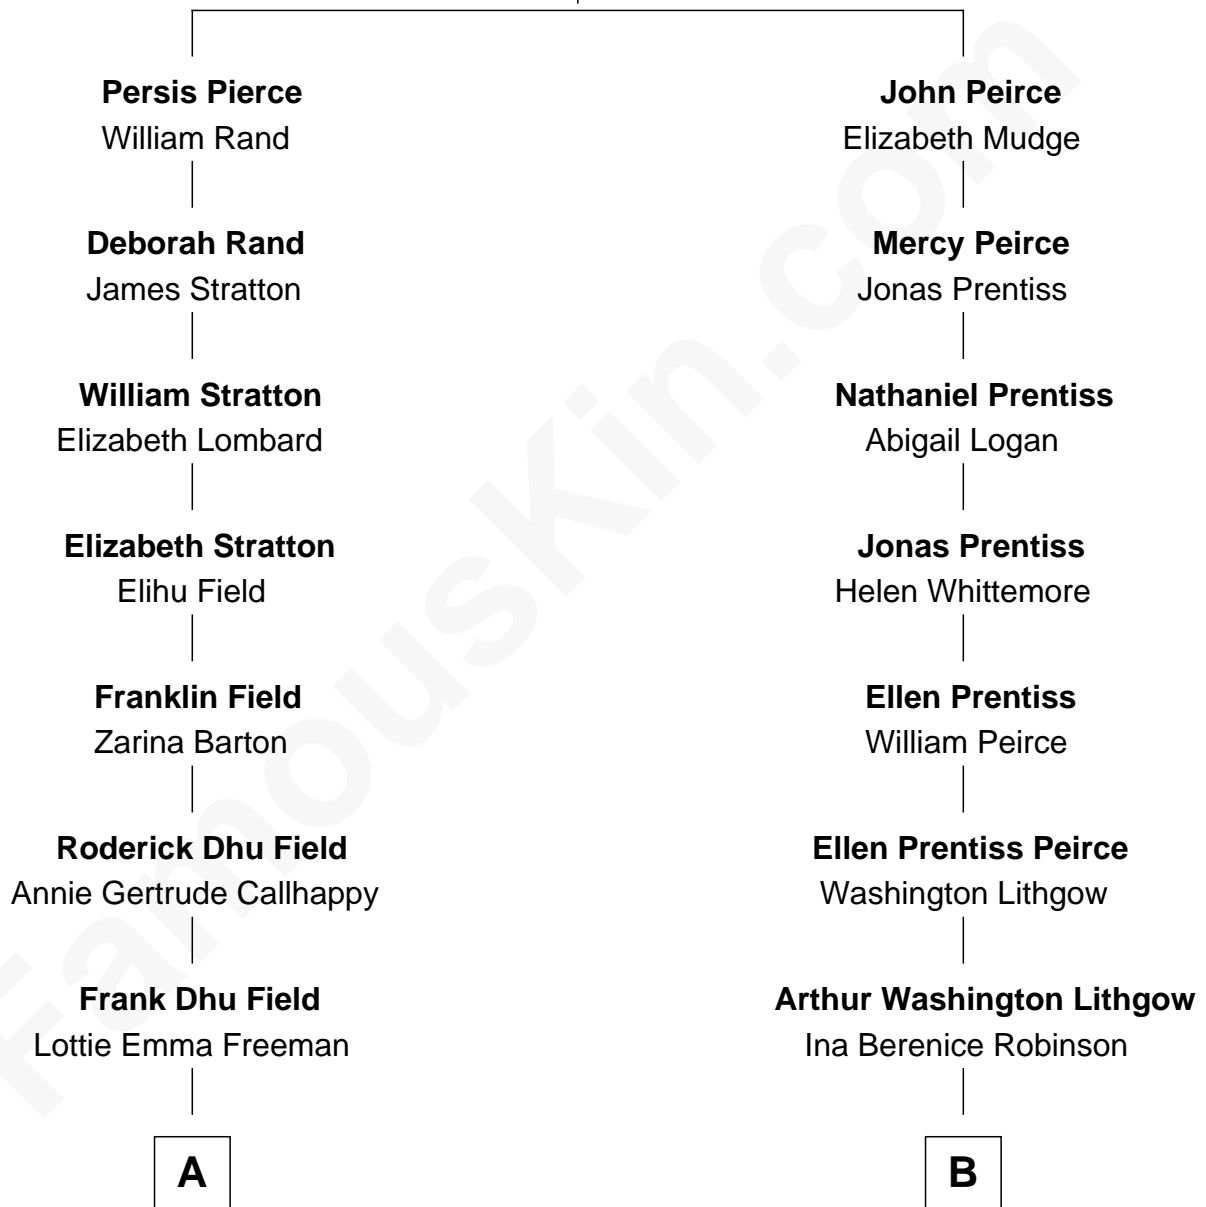 Persis Pierce
William Rand
John Peirce
Elizabeth Mudge
Deborah Rand
James Stratton
Mercy Peirce
Jonas Prentiss
William Stratton
Elizabeth Lombard
Nathaniel Prentiss
Abigail Logan
Elizabeth Stratton
Elihu Field
Jonas Prentiss
Helen Whittemore
Franklin Field
Zarina Barton
Ellen Prentiss
William Peirce
Roderick Dhu Field
Annie Gertrude Callhappy
Ellen Prentiss Peirce
Washington Lithgow
Frank Dhu Field
Lottie Emma Freeman
Arthur Washington Lithgow
Ina Berenice Robinson
A
B
FamousKin.com